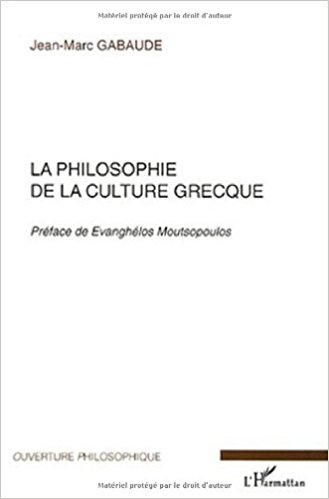 Matériel protégé par le droit d'auteur
Jean-Marc GABAUDE
LA PHILOSOPHIE
DE LA CULTURE GRECQUE
Préface de Evanghélos Moutsopoulos
OUVERTURE PHILOSOPHIQUE
L'Harmattan
Matériel protégé par le droit d'auteur